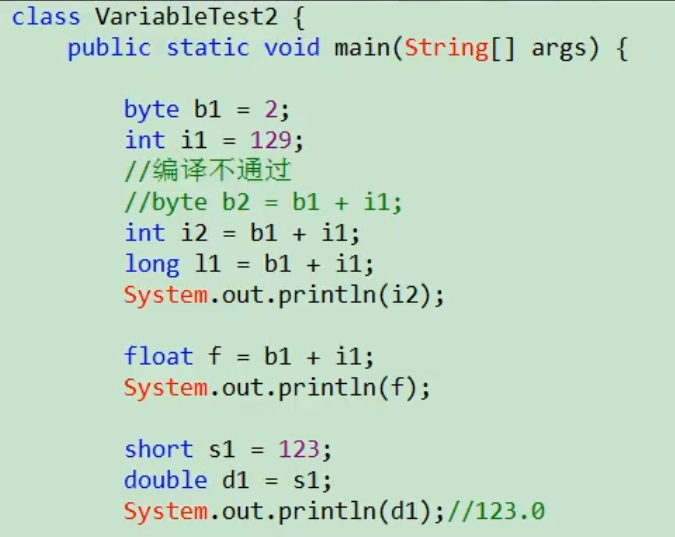 class VariableTest2 {
public static void main(String[] args) {
byte b1 = 2;
int i1 = 129;
//编译不通过
//byte b2 = b1 + i1;
int i2 = b1 + i1;
long l1 = b1 + i1;
System.out.println(i2);
float f = b1 + i1;
System.out.println(f);
short s1 = 123;
double d1 = s1;
System.out.println(d1);//123.0